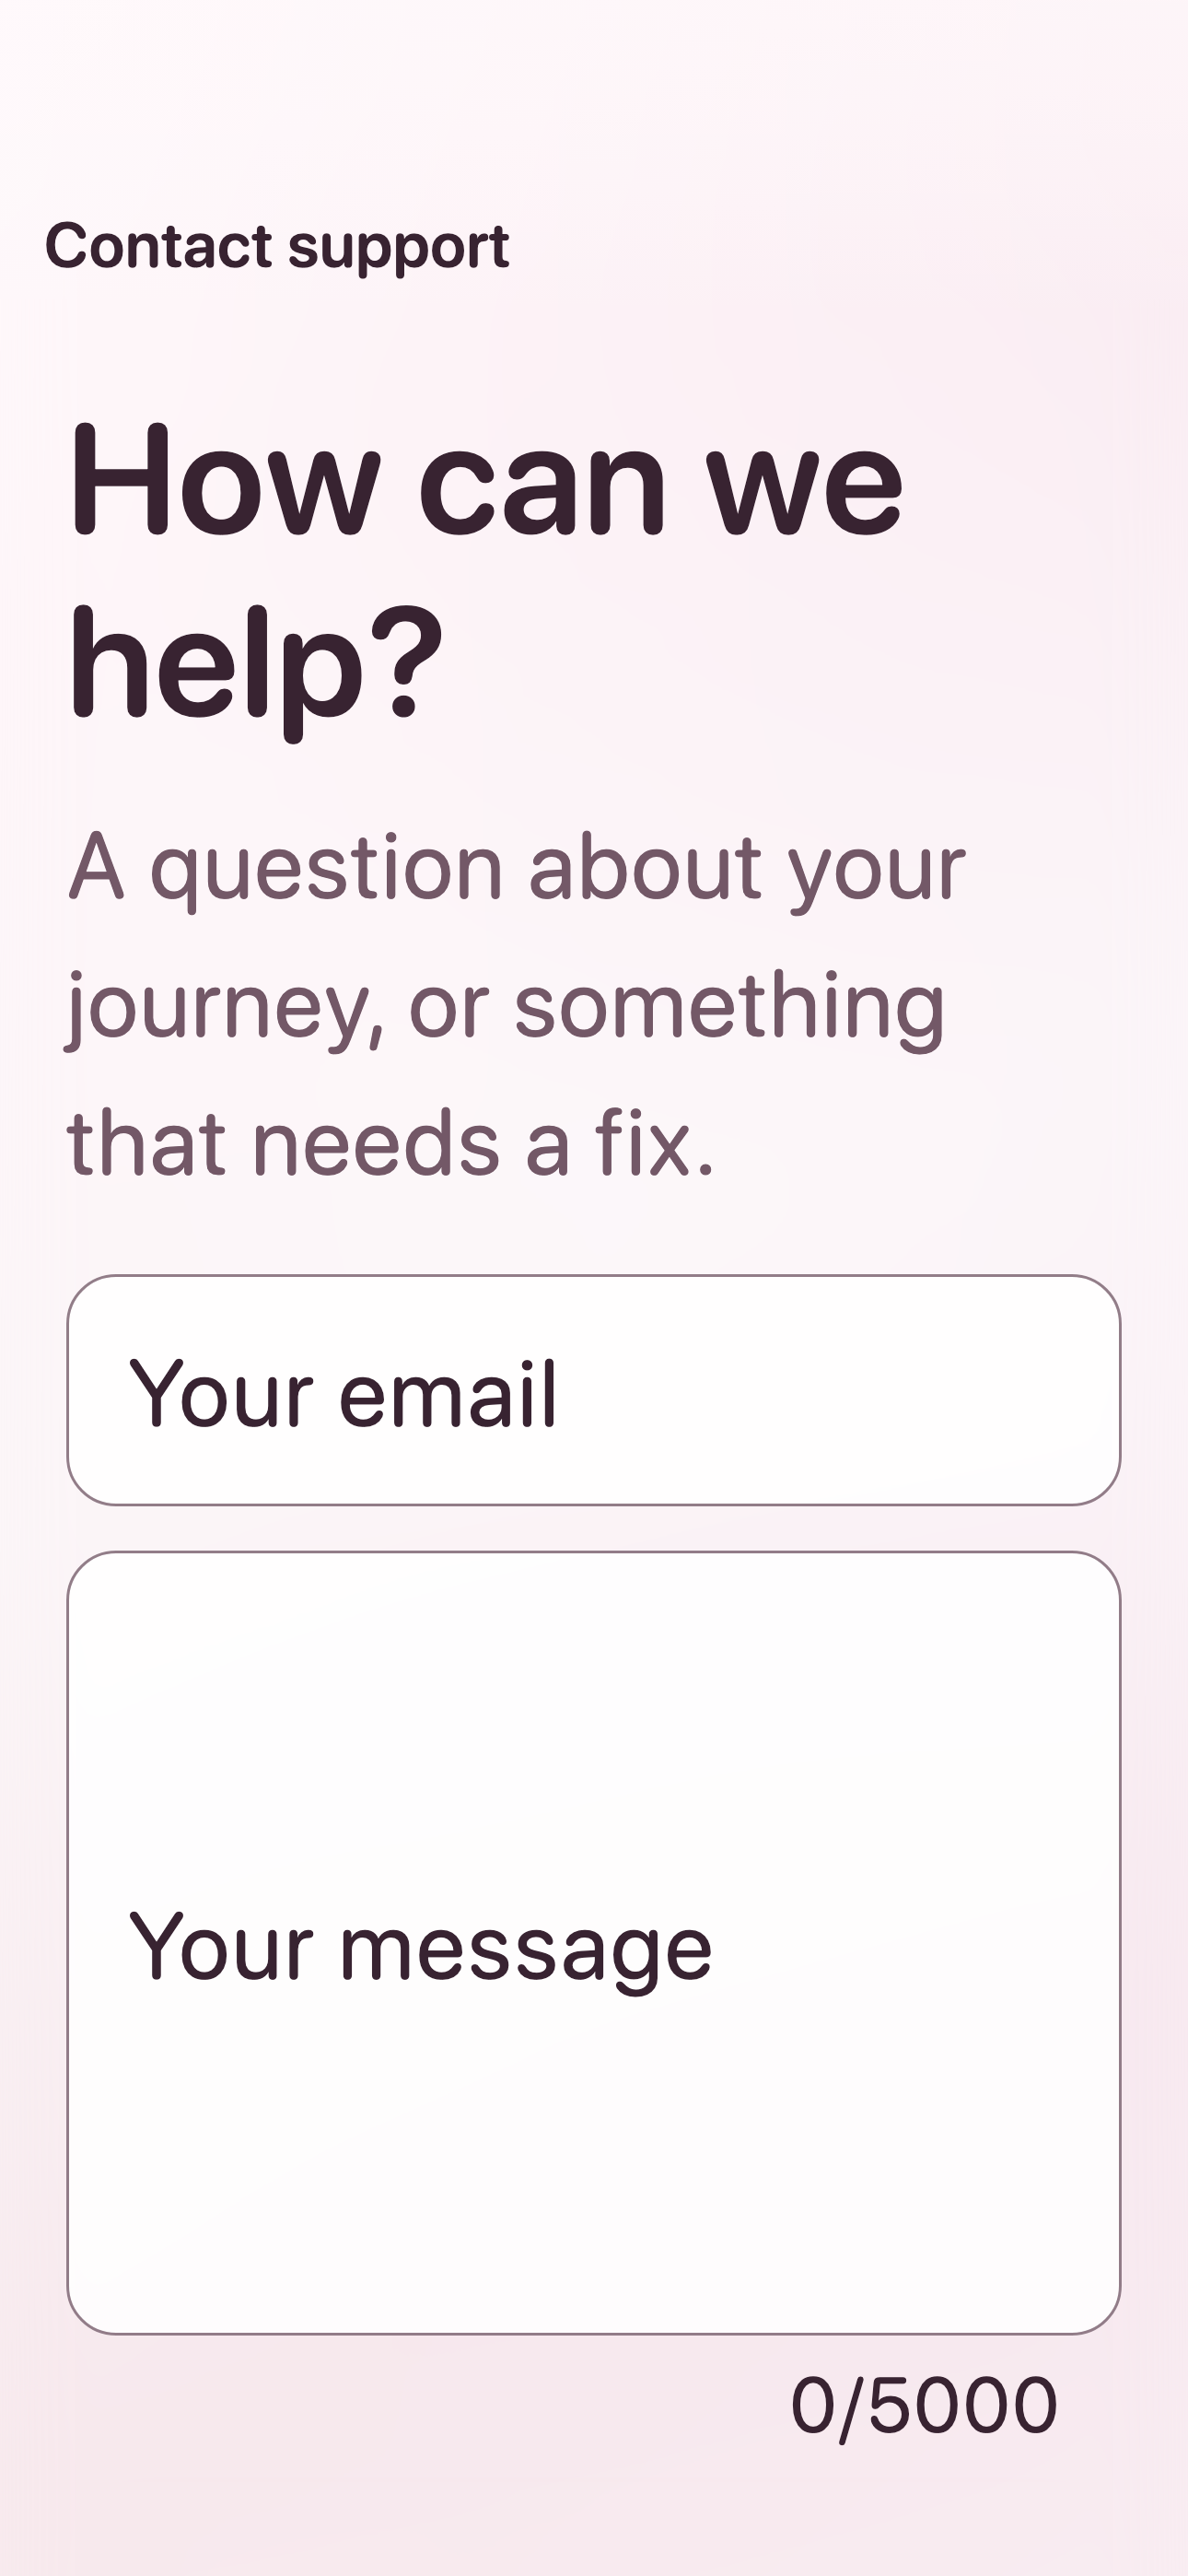 Contact support
How can we
help?
A question about your
journey, or something
that needs a fix.
Your email
Your message
0/5000